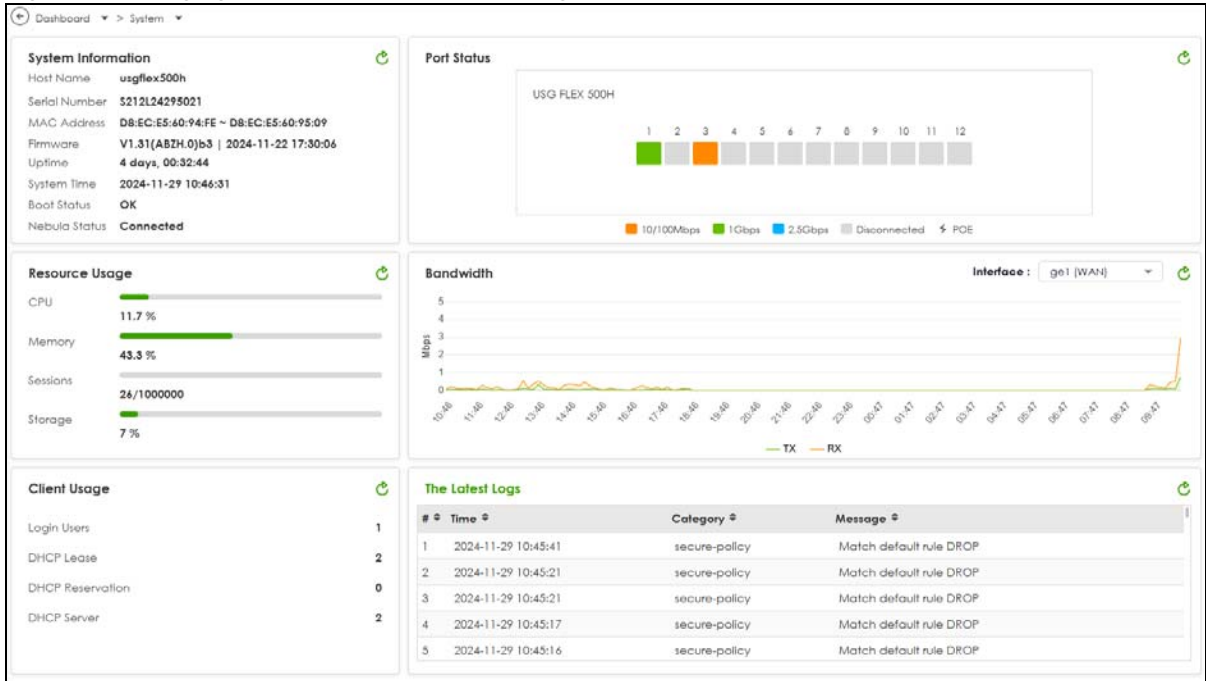 Dashboard > System
System Information
Host Name usgflex500h
Serial Number S212L24295021
MAC Address D8:EC:E5:60:94:FE ~ D8:EC:E5:60:95:09
Firmware V1.31(ABZH.0)b3 | 2024-11-22 17:30:06
Uptime 4 days, 00:32:44
System Time 2024-11-29 10:46:31
Boot Status OK
Nebula Status Connected
Port Status
USG FLEX 500H
1 2 3 4 5 6 7 8 9 10 11 12
10/100Mbps 1Gbps 2.5Gbps Disconnected POE
Resource Usage
CPU
11.7 %
Memory
43.3 %
Sessions
26/1000000
Storage
7 %
Bandwidth
Interface : ge1 (WAN)
5
4
3
2
1
0
Mbps
10:46 11:46 12:46 13:46 14:46 15:46 16:46 17:46 18:46 19:46 20:46 21:46 22:46 23:46 00:47 01:47 02:47 03:47 04:47 05:47 06:47 07:47 08:47 09:47
TX RX
Client Usage
Login Users 1
DHCP Lease 2
DHCP Reservation 0
DHCP Server 2
The Latest Logs
# Time Category Message
1 2024-11-29 10:45:41 secure-policy Match default rule DROP
2 2024-11-29 10:45:21 secure-policy Match default rule DROP
3 2024-11-29 10:45:21 secure-policy Match default rule DROP
4 2024-11-29 10:45:17 secure-policy Match default rule DROP
5 2024-11-29 10:45:16 secure-policy Match default rule DROP